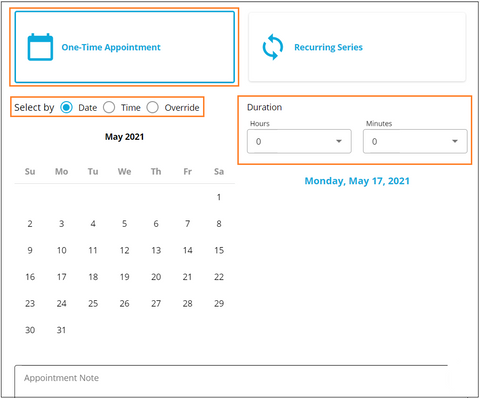 One-Time Appointment
Recurring Series
Select by Date Time Override
Duration
Hours Minutes
0 0
May 2021
Monday, May 17, 2021
Su Mo Tu We Th Fr Sa
1
2 3 4 5 6 7 8
9 10 11 12 13 14 15
16 17 18 19 20 21 22
23 24 25 26 27 28 29
30 31
Appointment Note